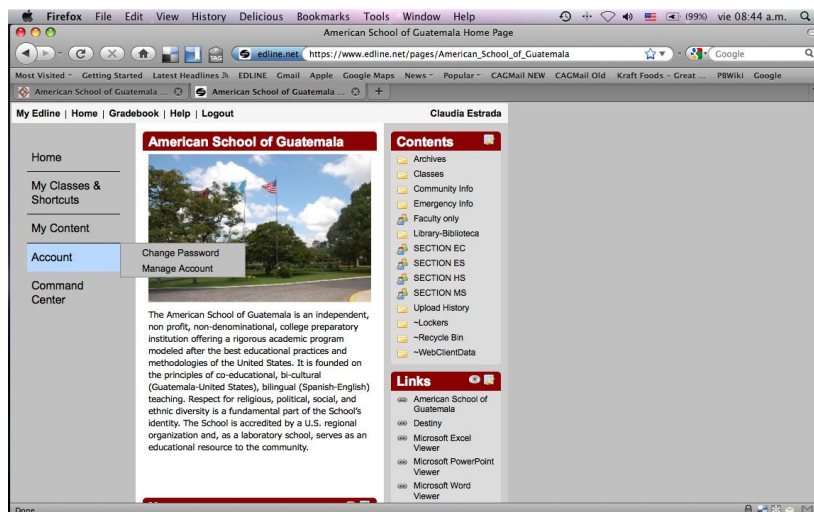 Firefox File Edit View History Delicious Bookmarks Tools Window Help (99%) vie 08:44 a.m.
American School of Guatemala Home Page
edline.net https://www.edline.net/pages/American_School_of_Guatemala Google
Most Visited Getting Started Latest Headlines EDLINE Gmail Apple Google Maps News Popular CAGMail NEW CAGMail Old Kraft Foods - Great ... PBWiki Google
American School of Guatemala ... American School of Guatemala ...
My Edline | Home | Gradebook | Help | Logout Claudia Estrada
Home
My Classes &
Shortcuts
My Content
Account
Change Password
Manage Account
Command
Center
American School of Guatemala
The American School of Guatemala is an independent,
non profit, non-denominational, college preparatory
institution offering a rigorous academic program
modeled after the best educational practices and
methodologies of the United States. It is founded on
the principles of co-educational, bi-cultural
(Guatemala-United States), bilingual (Spanish-English)
teaching. Respect for religious, political, social, and
ethnic diversity is a fundamental part of the School's
identity. The School is accredited by a U.S. regional
organization and, as a laboratory school, serves as an
educational resource to the community.
Contents
Archives
Classes
Community Info
Emergency Info
Faculty only
Library-Biblioteca
SECTION EC
SECTION ES
SECTION HS
SECTION MS
Upload History
~Lockers
~Recycle Bin
~WebClientData
Links
American School of
Guatemala
Destiny
Microsoft Excel
Viewer
Microsoft PowerPoint
Viewer
Microsoft Word
Viewer
Done